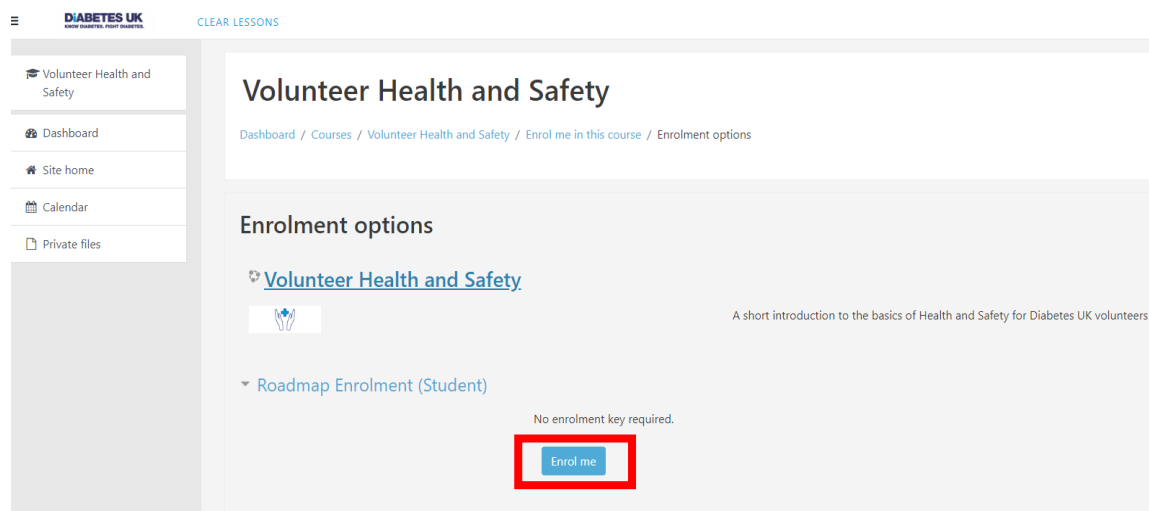 DiABETES UK
KNOW DIABETES. FIGHT DIABETES.
CLEAR LESSONS
Volunteer Health and
Safety
Dashboard
Site home
Calendar
Private files
Volunteer Health and Safety
Dashboard / Courses / Volunteer Health and Safety / Enrol me in this course / Enrolment options
Enrolment options
Volunteer Health and Safety
A short introduction to the basics of Health and Safety for Diabetes UK volunteers
Roadmap Enrolment (Student)
No enrolment key required.
Enrol me